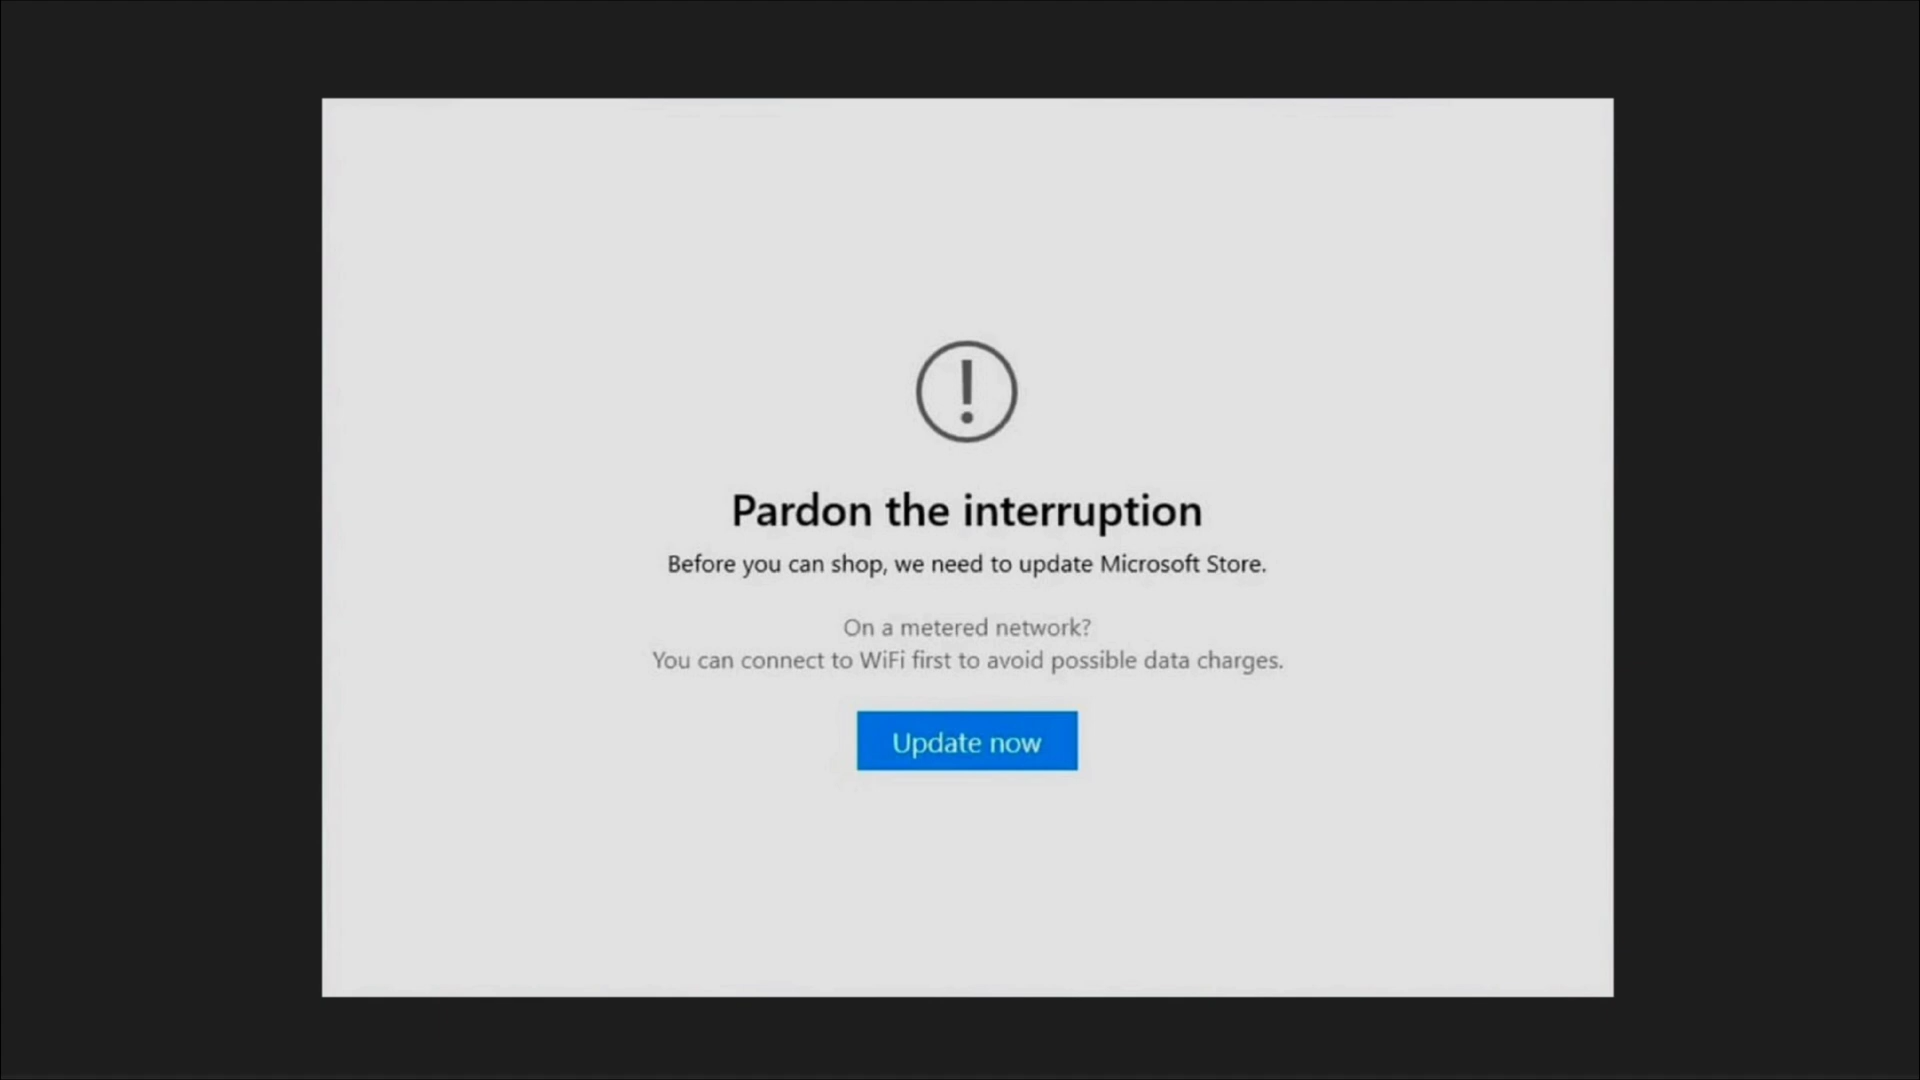 Pardon the interruption
Before you can shop, we need to update Microsoft Store.
On a metered network?
You can connect to WiFi first to avoid possible data charges.
Update now